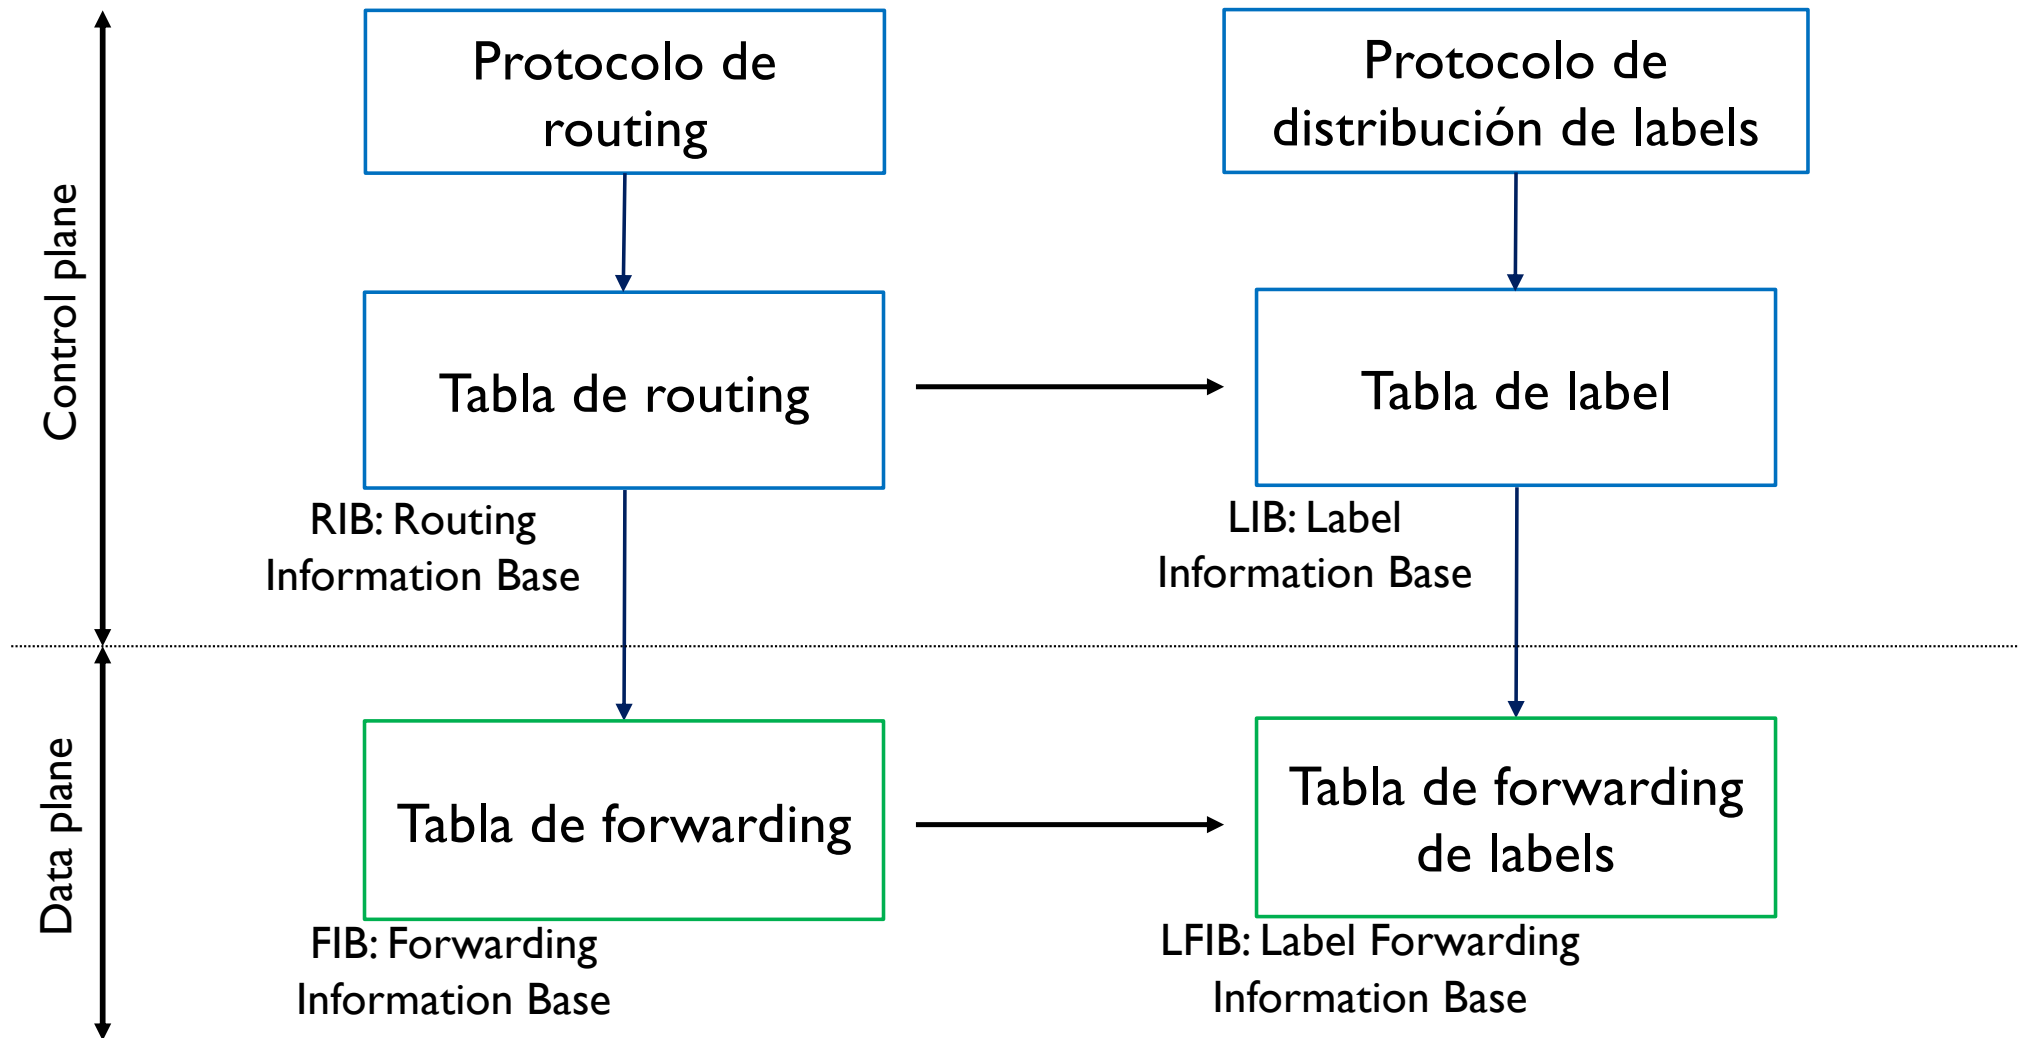 Protocolo de
routing
Protocolo de
distribución de labels
Control plane
Tabla de routing
Tabla de label
RIB: Routing
Information Base
LIB: Label
Information Base
Data plane
Tabla de forwarding
Tabla de forwarding
de labels
FIB: Forwarding
Information Base
LFIB: Label Forwarding
Information Base